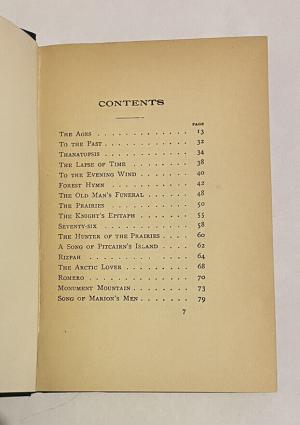 CONTENTS
PAGE
The Ages . . . . . . . . . . . . . . 13
To the Past . . . . . . . . . . . . 32
Thanatopsis . . . . . . . . . . . . 34
The Lapse of Time . . . . . . . . . 38
To the Evening Wind . . . . . . . . 40
Forest Hymn . . . . . . . . . . . . 42
The Old Man's Funeral . . . . . . . 48
The Prairies . . . . . . . . . . . . 50
The Knight's Epitaph . . . . . . . . 55
Seventy-six . . . . . . . . . . . . 58
The Hunter of the Prairies . . . . . 60
A Song of Pitcairn's Island . . . . 62
Rizpah . . . . . . . . . . . . . . . 64
The Arctic Lover . . . . . . . . . . 68
Romero . . . . . . . . . . . . . . . 70
Monument Mountain . . . . . . . . . 73
Song of Marion's Men . . . . . . . . 79
7